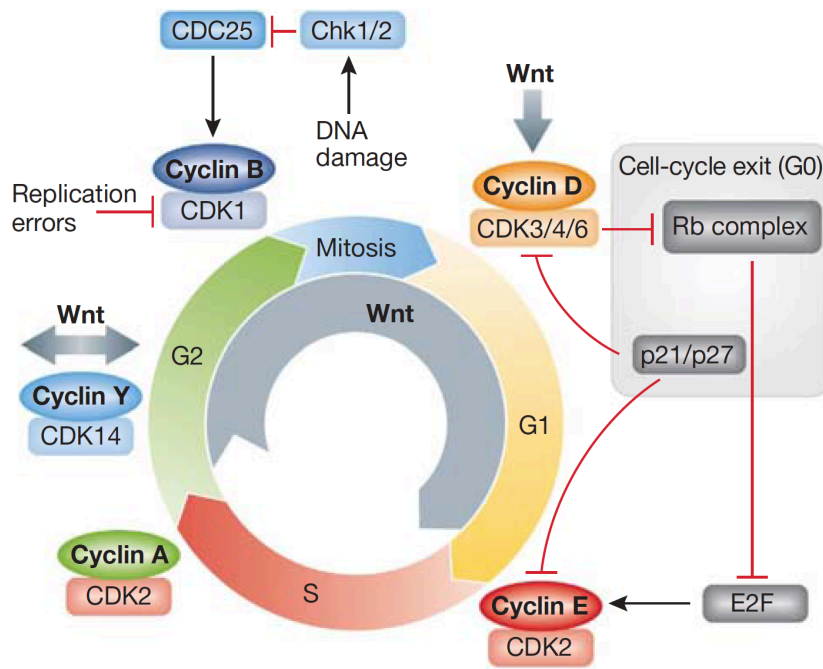 CDC25
Chk1/2
DNA
damage
Wnt
Cyclin B
CDK1
Replication
errors
Cyclin D
CDK3/4/6
Cell-cycle exit (G0)
Rb complex
Mitosis
Wnt
Wnt
G2
p21/p27
Cyclin Y
CDK14
G1
Cyclin A
CDK2
S
Cyclin E
CDK2
E2F